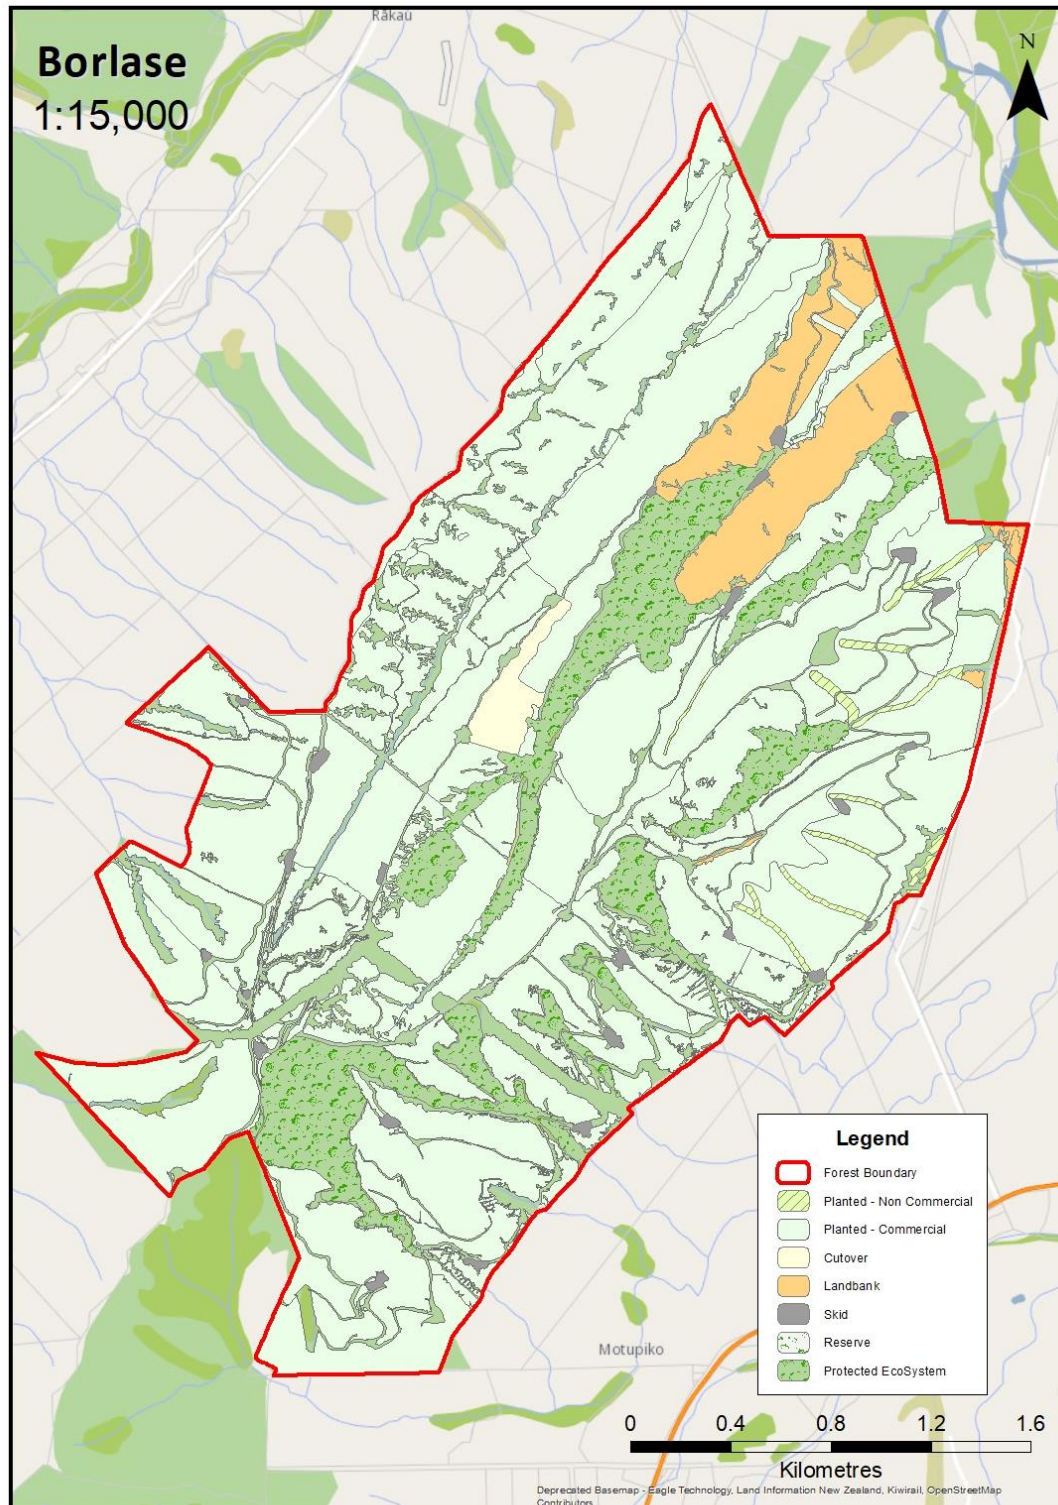 Rākau
Borlase
1:15,000
N
Legend
Forest Boundary
Planted - Non Commercial
Planted - Commercial
Cutover
Landbank
Skid
Reserve
Protected EcoSystem
Motupiko
0 0.4 0.8 1.2 1.6
Kilometres
Deprecated Basemap - Eagle Technology, Land Information New Zealand, Kiwirail, OpenStreetMap
Contributors